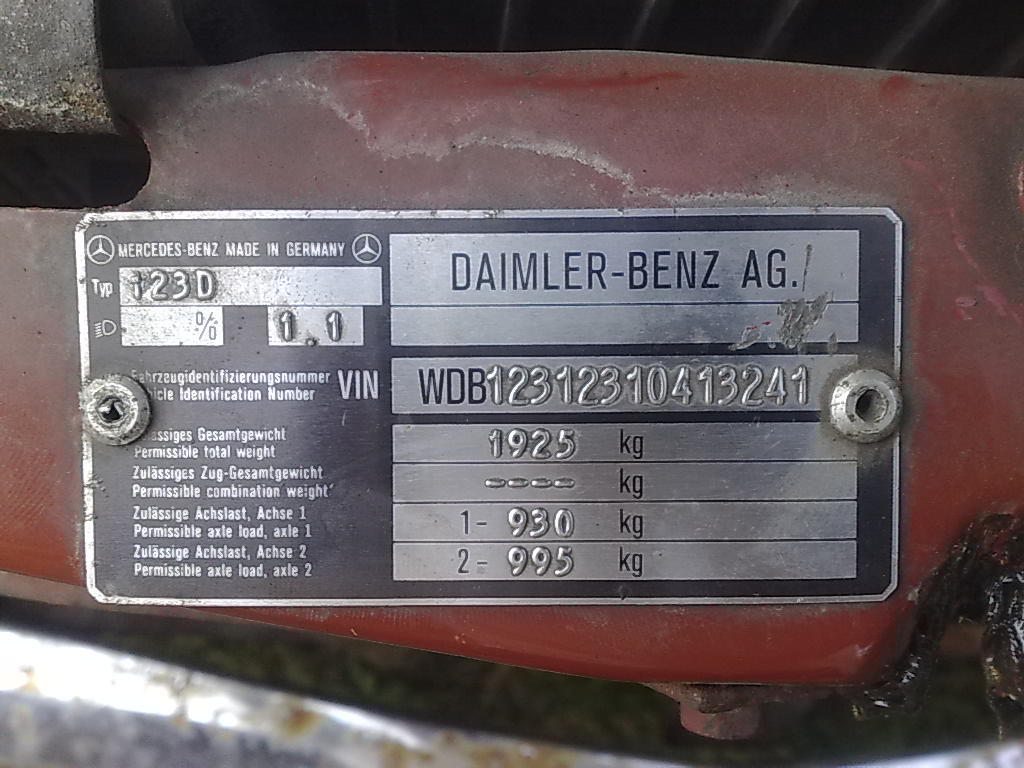 MERCEDES-BENZ MADE IN GERMANY
DAIMLER-BENZ AG.
Typ 123D
% 1.1
Fahrzeugidentifizierungsnummer
Identification Number
VIN WDB12312310413241
Gesamtgewicht
Permissible total weight
1925 kg
Zulässiges Zug-Gesamtgewicht
Permissible combination weight
---- kg
Zulässige Achslast, Achse 1
Permissible axle load, axle 1
1- 930 kg
Zulässige Achslast, Achse 2
Permissible axle load, axle 2
2- 995 kg